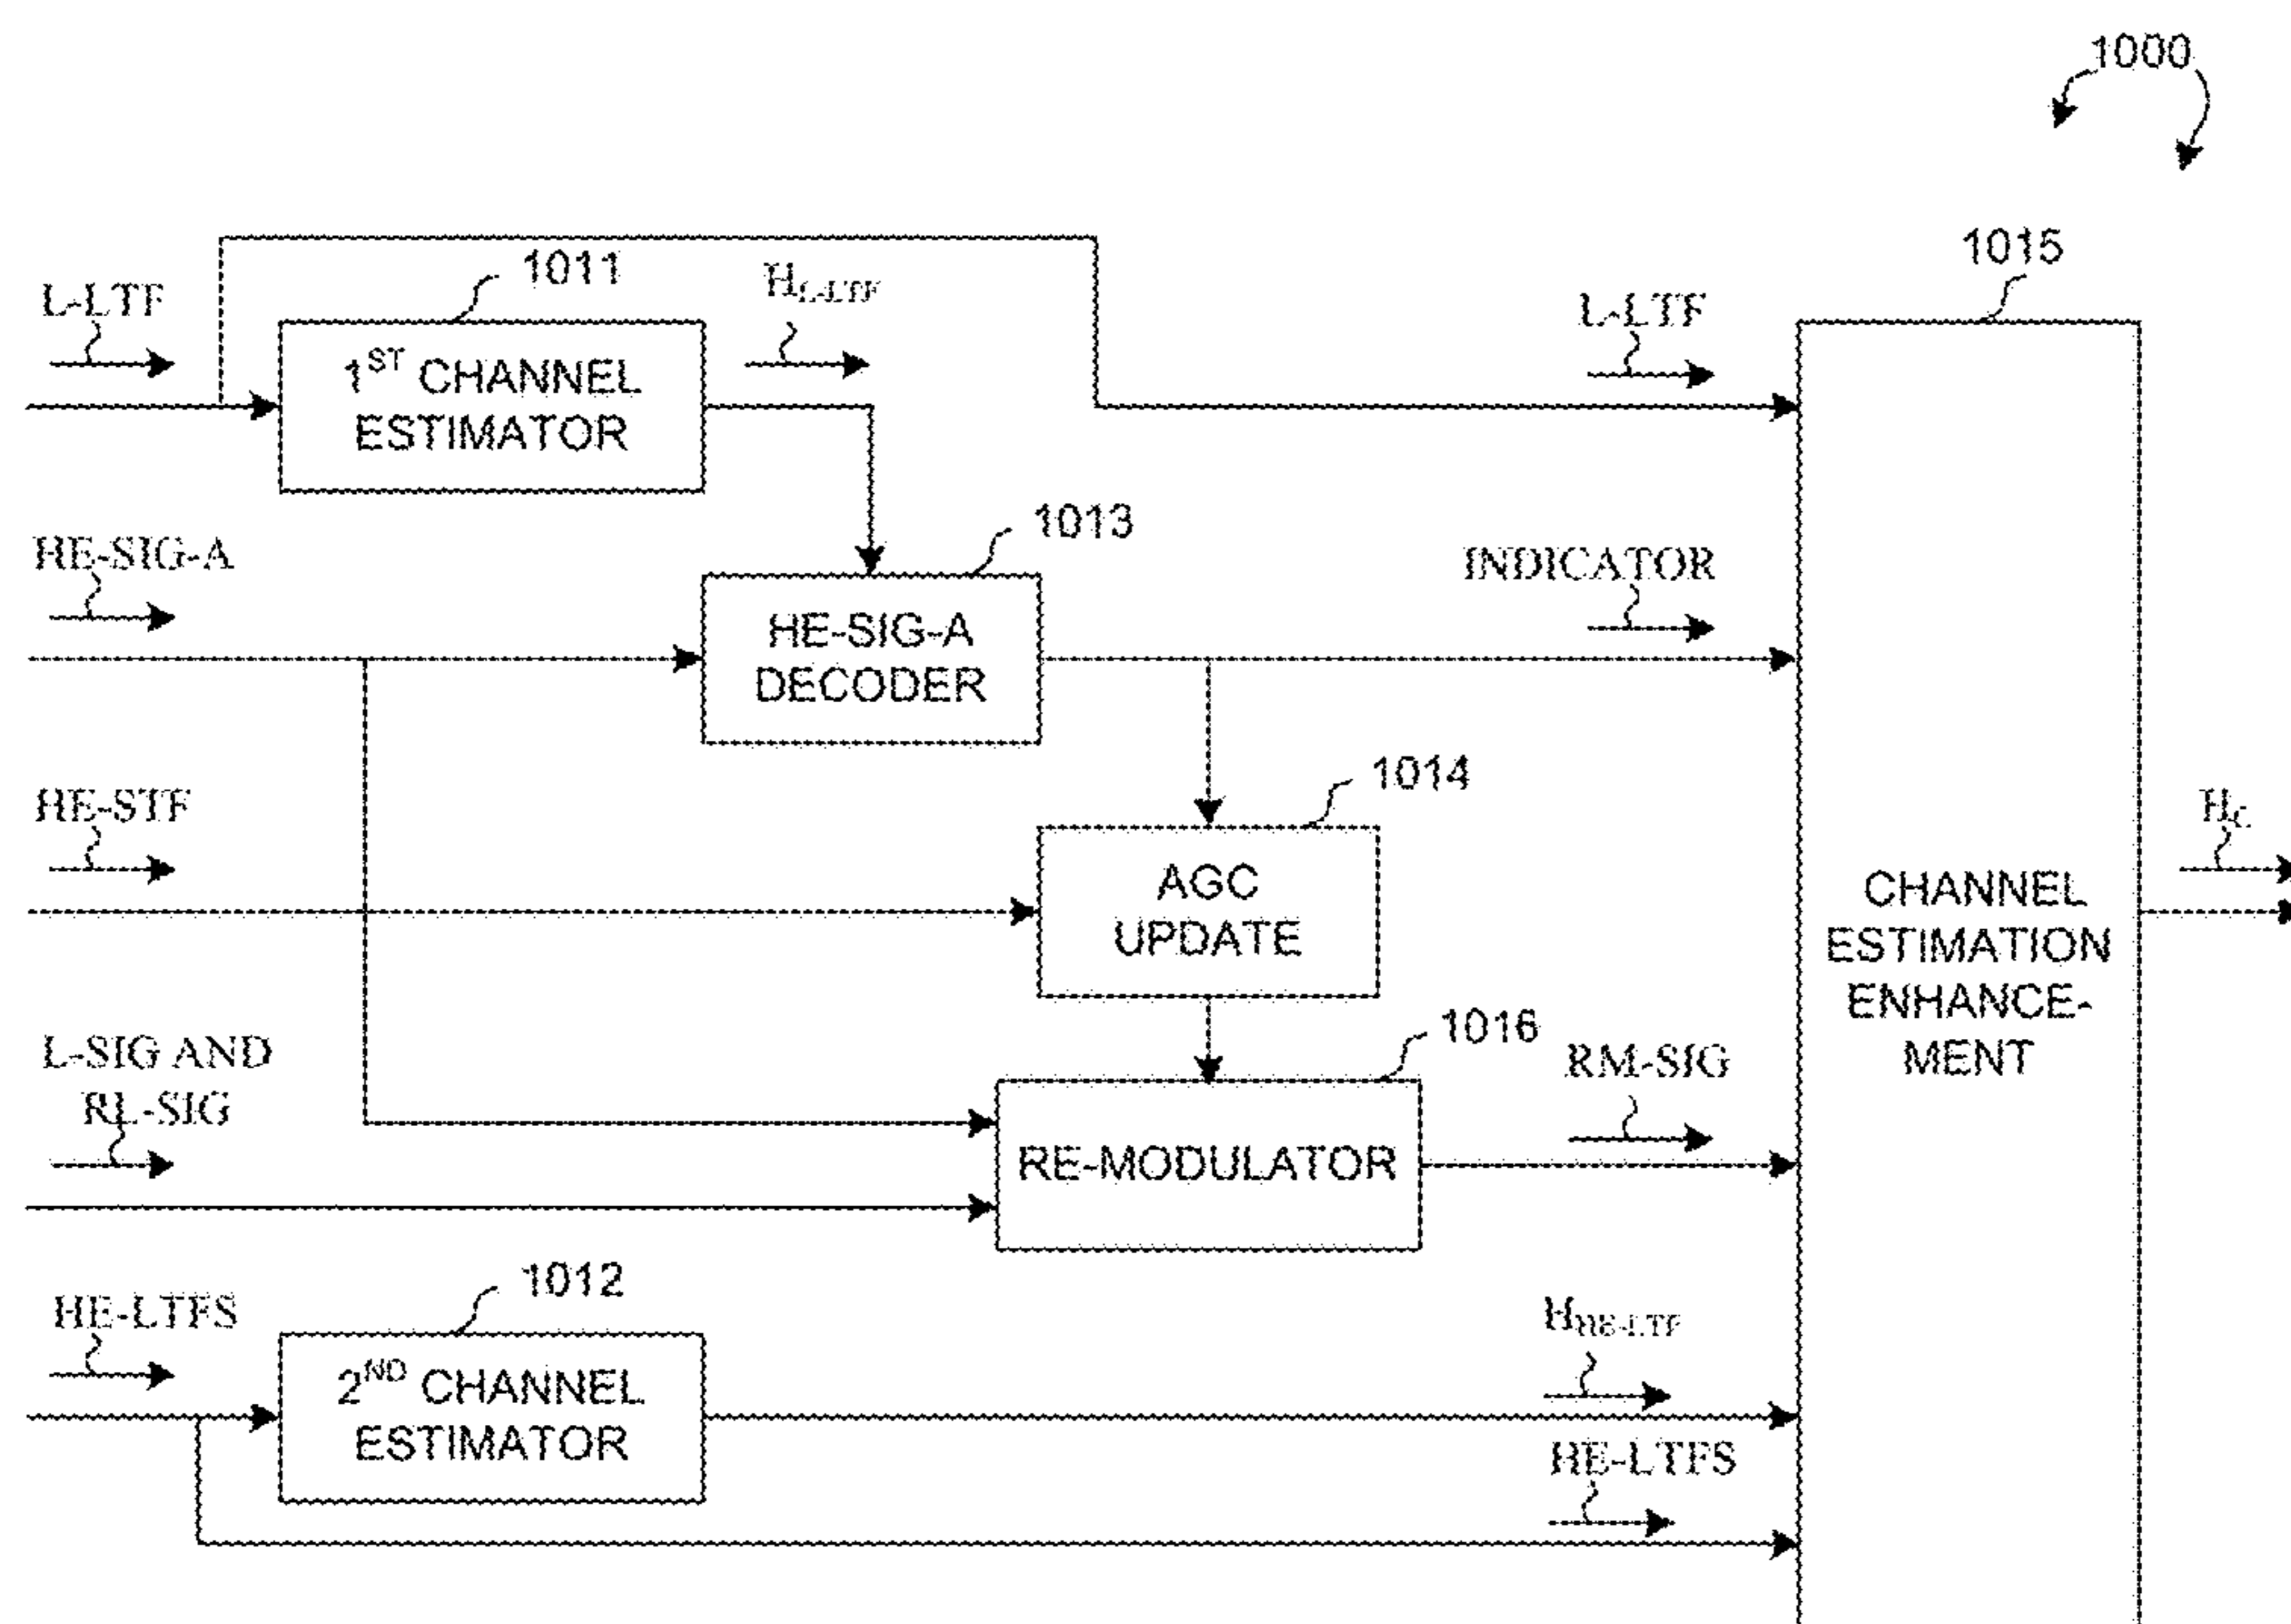 1000
1015
1011
L-LTF
H_L-LTF
L-LTF
1ST CHANNEL
ESTIMATOR
1013
HE-SIG-A
INDICATOR
HE-SIG-A
DECODER
1014
HE-STF
H_C
AGC
UPDATE
CHANNEL
ESTIMATION
ENHANCE-
MENT
1016
L-SIG AND
RL-SIG
RM-SIG
RE-MODULATOR
1012
HE-LTFS
H_HE-LTF
2ND CHANNEL
ESTIMATOR
HE-LTFS